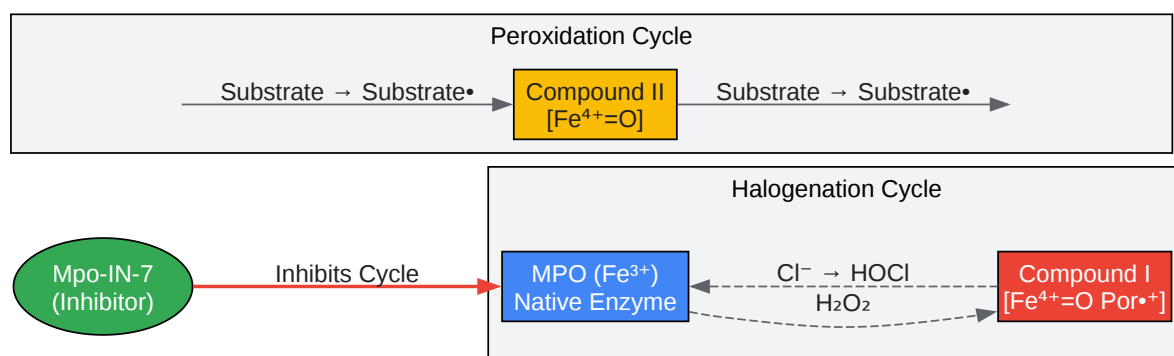 Peroxidation Cycle
Substrate → Substrate•
Compound II
[Fe⁴⁺=O]
Substrate → Substrate•
Halogenation Cycle
Mpo-IN-7
(Inhibitor)
Inhibits Cycle
MPO (Fe³⁺)
Native Enzyme
Cl⁻ → HOCl
H₂O₂
Compound I
[Fe⁴⁺=O Por•⁺]